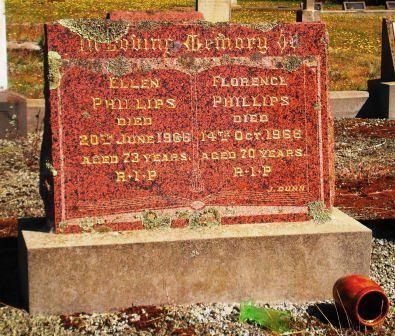 In Loving Memory of
ELLEN
PHILLIPS
DIED
20TH JUNE 1966
AGED 73 YEARS
R·I·P
FLORENCE
PHILLIPS
DIED
14TH OCT. 1966
AGED 70 YEARS
R·I·P
J. DUNN